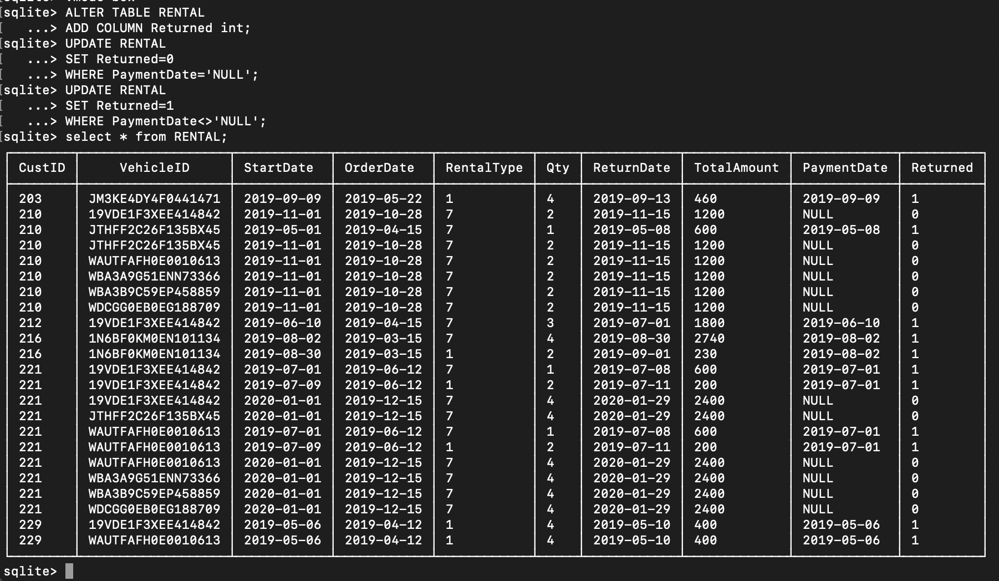 sqlite> ALTER TABLE RENTAL
...> ADD COLUMN Returned int;
sqlite> UPDATE RENTAL
...> SET Returned=0
...> WHERE PaymentDate='NULL';
sqlite> UPDATE RENTAL
...> SET Returned=1
...> WHERE PaymentDate<>'NULL';
sqlite> select * from RENTAL;
CustID VehicleID StartDate OrderDate RentalType Qty ReturnDate TotalAmount PaymentDate Returned
203 JM3KE4DY4F0441471 2019-09-09 2019-05-22 1 4 2019-09-13 460 2019-09-09 1
210 19VDE1F3XEE414842 2019-11-01 2019-10-28 7 2 2019-11-15 1200 NULL 0
210 JTHFF2C26F135BX45 2019-05-01 2019-04-15 7 1 2019-05-08 600 2019-05-08 1
210 JTHFF2C26F135BX45 2019-11-01 2019-10-28 7 2 2019-11-15 1200 NULL 0
210 WAUTFAFH0E0010613 2019-11-01 2019-10-28 7 2 2019-11-15 1200 NULL 0
210 WBA3A9G51ENN73366 2019-11-01 2019-10-28 7 2 2019-11-15 1200 NULL 0
210 WBA3B9C59EP458859 2019-11-01 2019-10-28 7 2 2019-11-15 1200 NULL 0
210 WDCGG0EB0EG188709 2019-11-01 2019-10-28 7 2 2019-11-15 1200 NULL 0
212 19VDE1F3XEE414842 2019-06-10 2019-04-15 7 3 2019-07-01 1800 2019-06-10 1
216 1N6BF0KM0EN101134 2019-08-02 2019-03-15 7 4 2019-08-30 2740 2019-08-02 1
216 1N6BF0KM0EN101134 2019-08-30 2019-03-15 1 2 2019-09-01 230 2019-08-02 1
221 19VDE1F3XEE414842 2019-07-01 2019-06-12 7 1 2019-07-08 600 2019-07-01 1
221 19VDE1F3XEE414842 2019-07-09 2019-06-12 1 2 2019-07-11 200 2019-07-01 1
221 19VDE1F3XEE414842 2020-01-01 2019-12-15 7 4 2020-01-29 2400 NULL 0
221 JTHFF2C26F135BX45 2020-01-01 2019-12-15 7 4 2020-01-29 2400 NULL 0
221 WAUTFAFH0E0010613 2019-07-01 2019-06-12 7 1 2019-07-08 600 2019-07-01 1
221 WAUTFAFH0E0010613 2019-07-09 2019-06-12 1 2 2019-07-11 200 2019-07-01 1
221 WAUTFAFH0E0010613 2020-01-01 2019-12-15 7 4 2020-01-29 2400 NULL 0
221 WBA3A9G51ENN73366 2020-01-01 2019-12-15 7 4 2020-01-29 2400 NULL 0
221 WBA3B9C59EP458859 2020-01-01 2019-12-15 7 4 2020-01-29 2400 NULL 0
221 WDCGG0EB0EG188709 2020-01-01 2019-12-15 7 4 2020-01-29 2400 NULL 0
229 19VDE1F3XEE414842 2019-05-06 2019-04-12 1 4 2019-05-10 400 2019-05-06 1
229 WAUTFAFH0E0010613 2019-05-06 2019-04-12 1 4 2019-05-10 400 2019-05-06 1
sqlite>